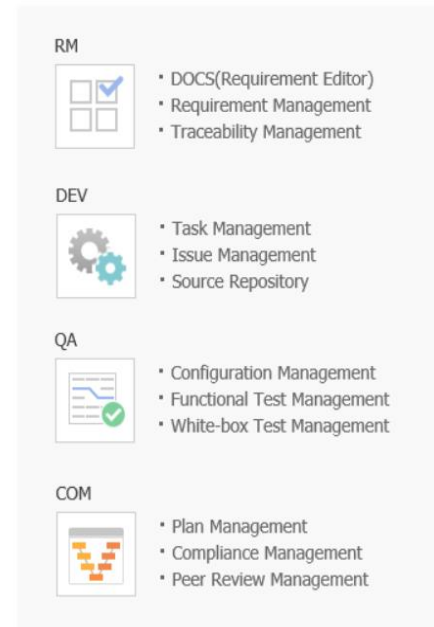 RM
· DOCS(Requirement Editor)
· Requirement Management
· Traceability Management
DEV
· Task Management
· Issue Management
· Source Repository
QA
· Configuration Management
· Functional Test Management
· White-box Test Management
COM
· Plan Management
· Compliance Management
· Peer Review Management